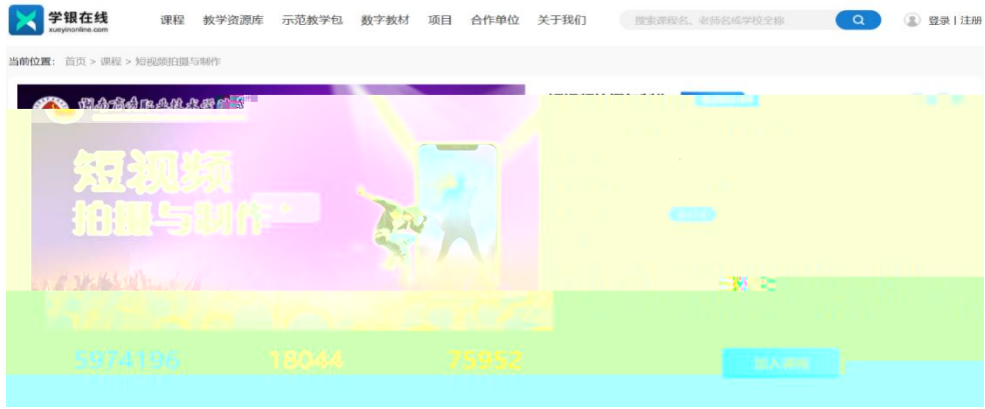 学银在线
xueyinonline.com
课程 教学资源库 示范教学包 数字教材 项目 合作单位 关于我们
搜索课程名、老师名或学校全称
登录 | 注册
当前位置: 首页 > 课程 > 短视频拍摄与制作
短视频
拍摄与制作
5974196 18044 75952